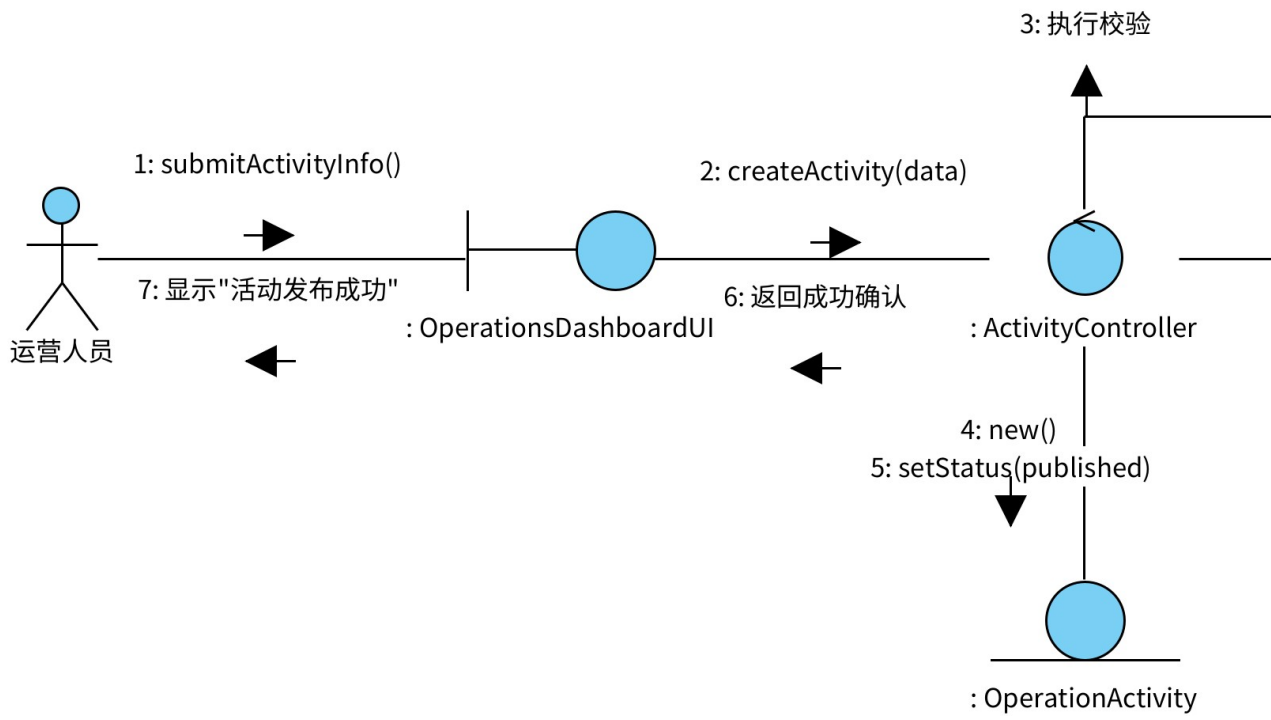 3: 执行校验
1: submitActivityInfo()
2: createActivity(data)
7: 显示"活动发布成功"
6: 返回成功确认
: OperationsDashboardUI
: ActivityController
运营人员
4: new()
5: setStatus(published)
: OperationActivity